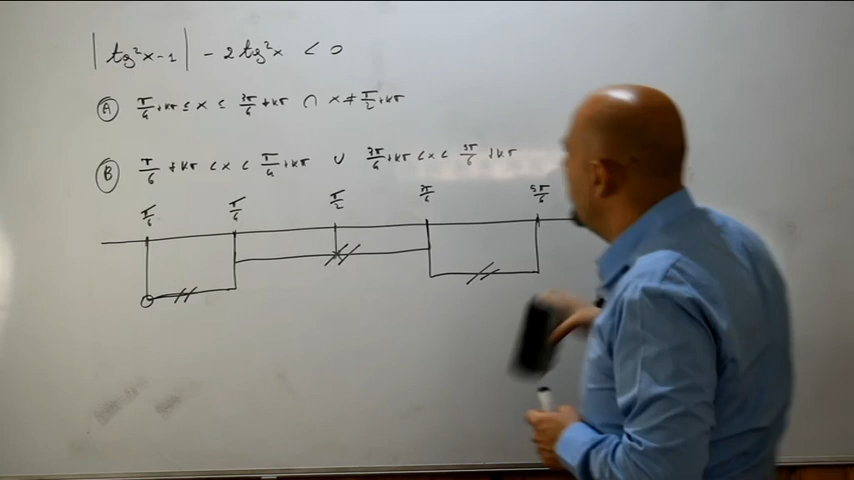 |tg²x-1| - 2tg²x < 0
A π/4+kπ ≤ x ≤ 3π/4+kπ ∩ x≠π/2+kπ
B π/6+kπ < x < π/4+kπ ∪ 3π/4+kπ < x < 5π/6+kπ
π/6 π/4 π/2 3π/4 5π/6